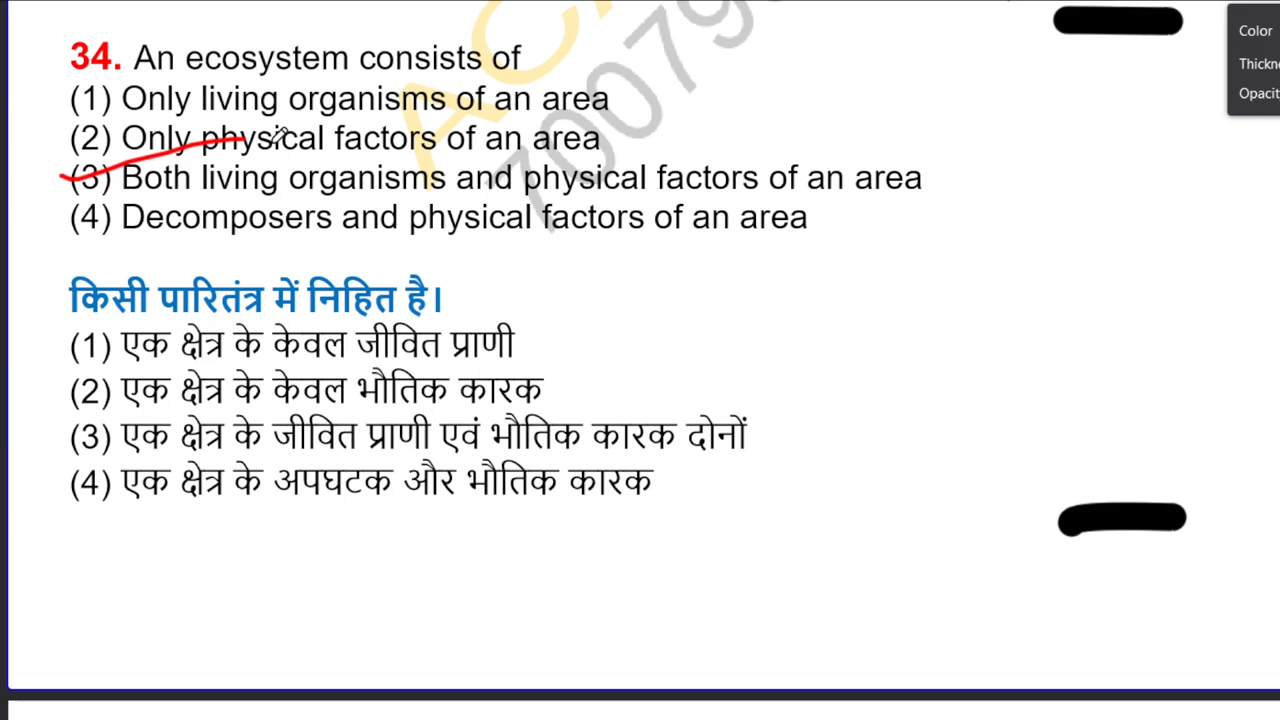 34. An ecosystem consists of
(1) Only living organisms of an area
(2) Only physical factors of an area
(3) Both living organisms and physical factors of an area
(4) Decomposers and physical factors of an area
किसी पारितंत्र में निहित है।
(1) एक क्षेत्र के केवल जीवित प्राणी
(2) एक क्षेत्र के केवल भौतिक कारक
(3) एक क्षेत्र के जीवित प्राणी एवं भौतिक कारक दोनों
(4) एक क्षेत्र के अपघटक और भौतिक कारक
Color